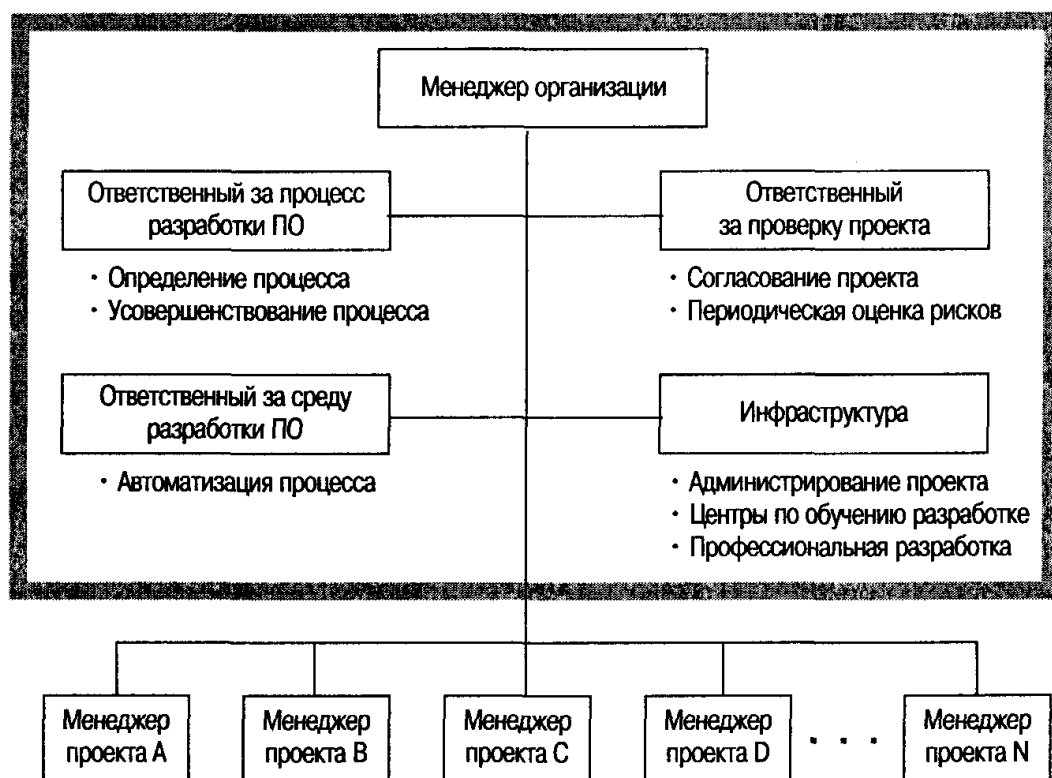 Менеджер организации
Ответственный за процесс
разработки ПО
· Определение процесса
· Усовершенствование процесса
Ответственный
за проверку проекта
· Согласование проекта
· Периодическая оценка рисков
Ответственный за среду
разработки ПО
· Автоматизация процесса
Инфраструктура
· Администрирование проекта
· Центры по обучению разработке
· Профессиональная разработка
Менеджер
проекта A
Менеджер
проекта B
Менеджер
проекта C
Менеджер
проекта D
. . .
Менеджер
проекта N